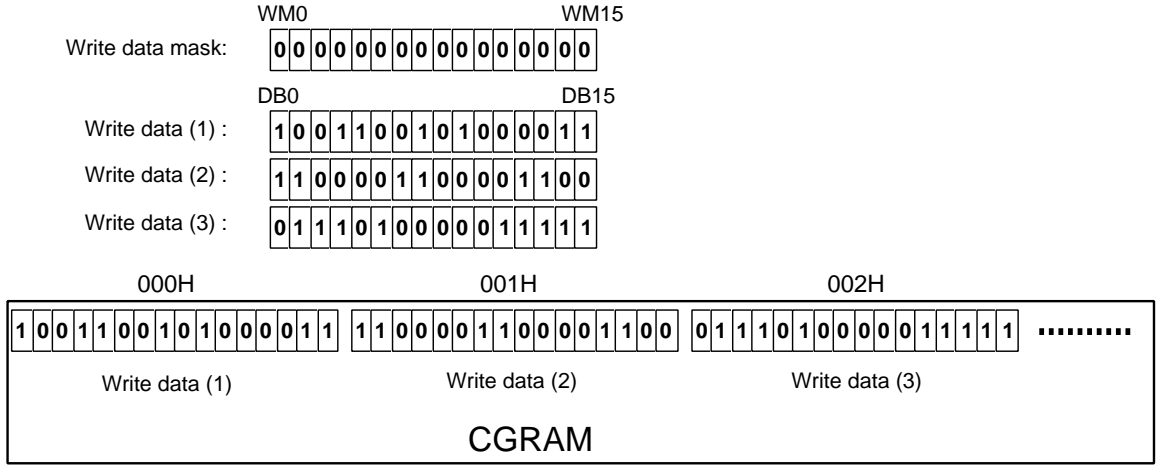 WM0 WM15
Write data mask: 0 0 0 0 0 0 0 0 0 0 0 0 0 0 0 0
DB0 DB15
Write data (1) : 1 0 0 1 1 0 0 1 0 1 0 0 0 0 1 1
Write data (2) : 1 1 0 0 0 0 1 1 0 0 0 0 1 1 0 0
Write data (3) : 0 1 1 1 0 1 0 0 0 0 0 1 1 1 1 1
000H 001H 002H
1 0 0 1 1 0 0 1 0 1 0 0 0 0 1 1 1 1 0 0 0 0 1 1 0 0 0 0 1 1 0 0 0 1 1 1 0 1 0 0 0 0 0 1 1 1 1 1 ..........
Write data (1) Write data (2) Write data (3)
CGRAM